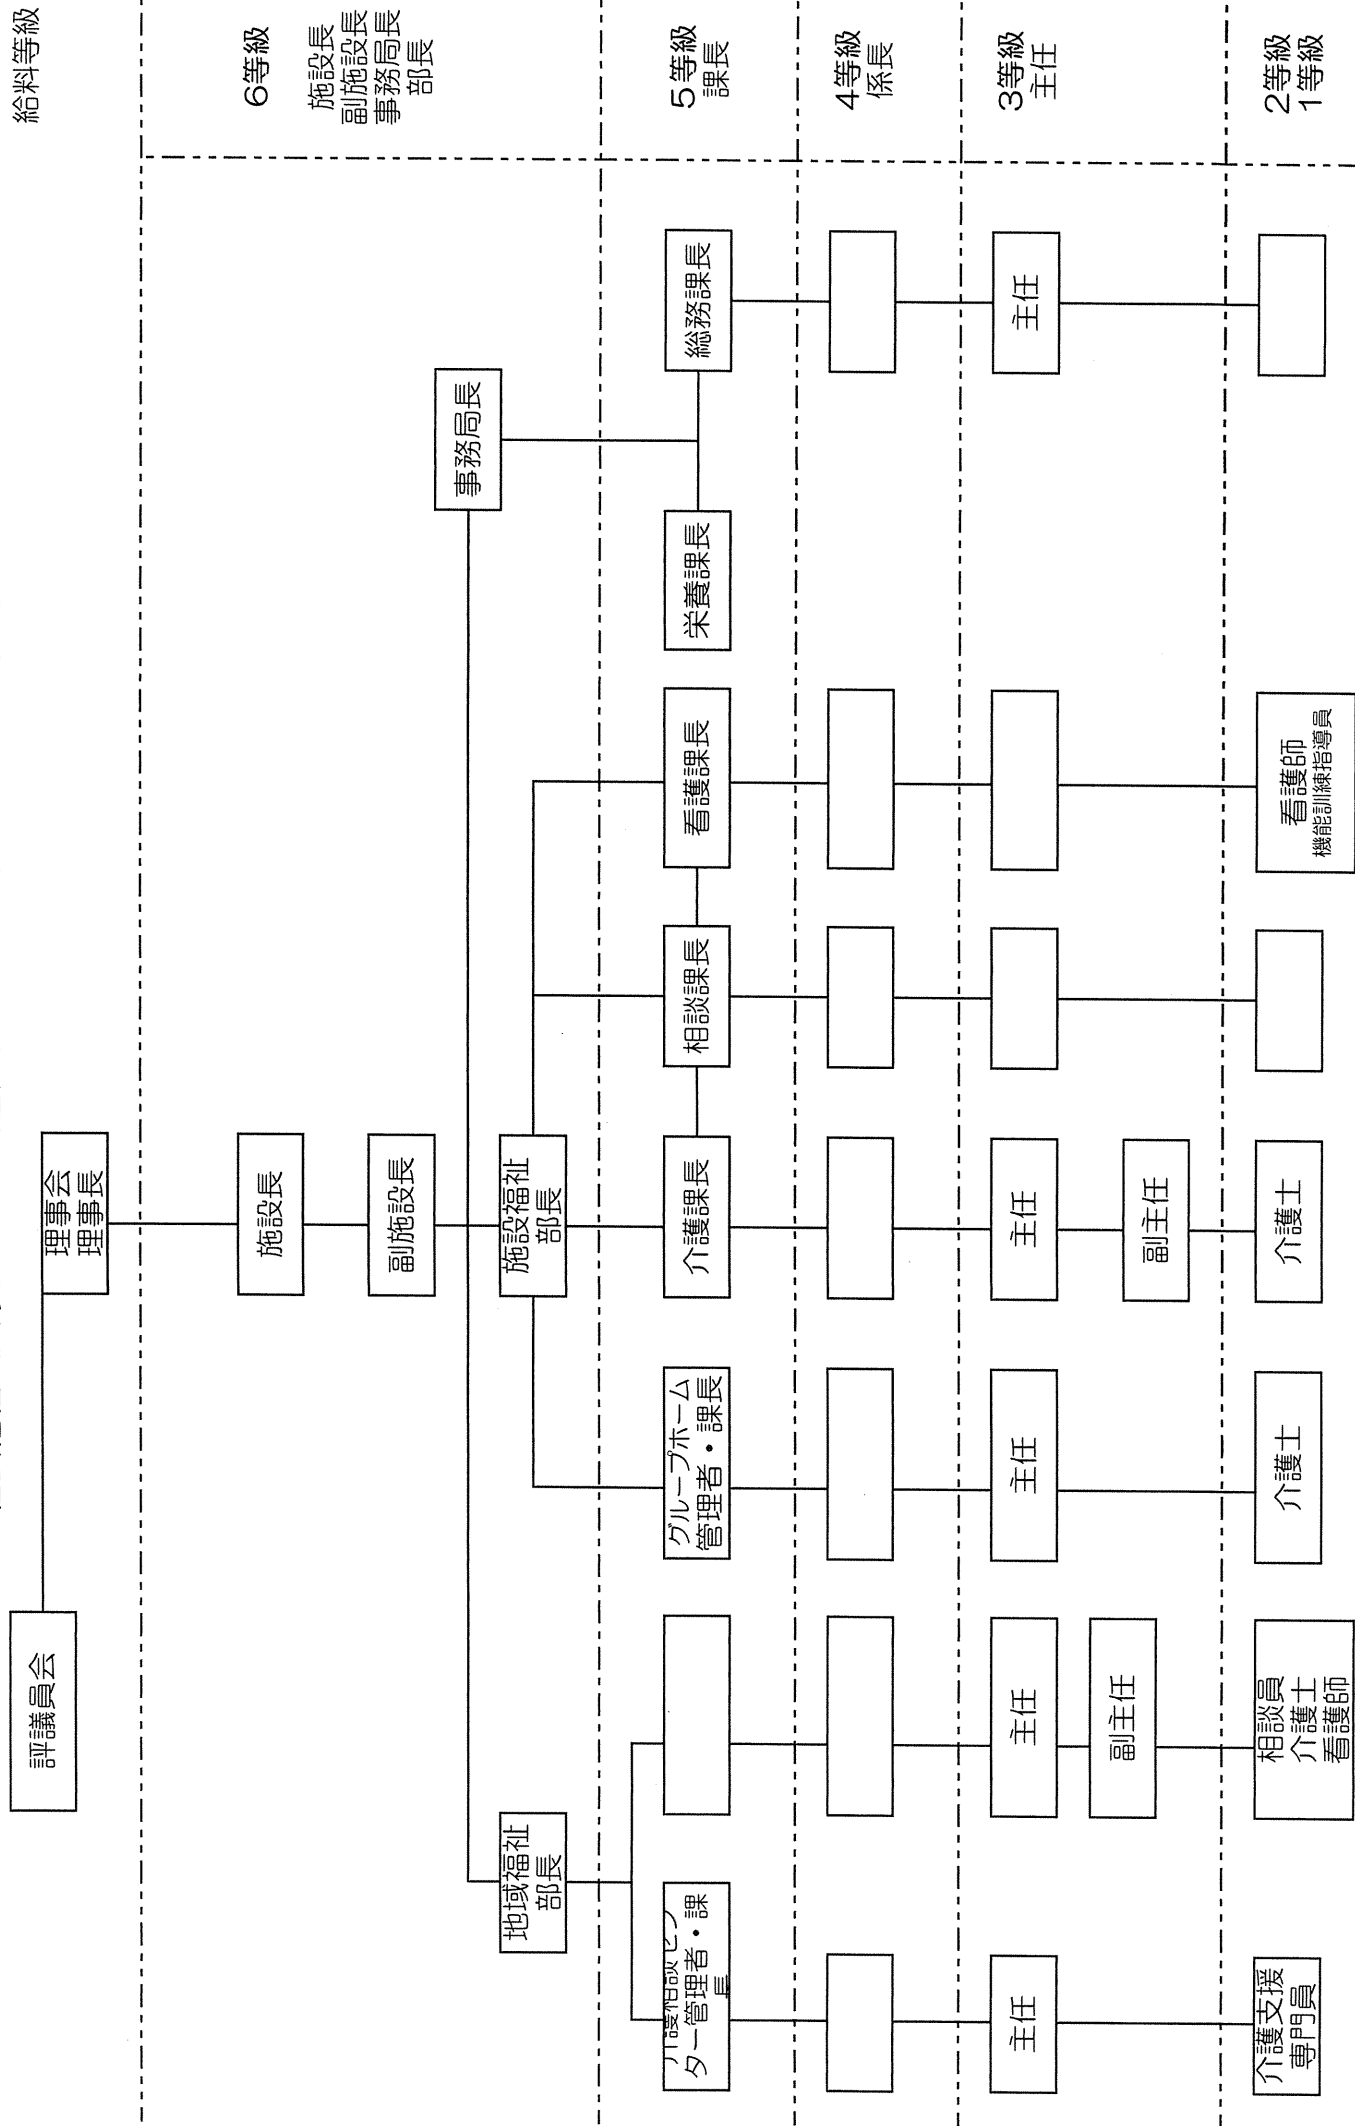 給料等級
評議員会
理事会
理事長
6等級
施設長
副施設長
事務局長
部長
施設長
副施設長
事務局長
地域福祉
部長
施設福祉
部長
5等級
課長
ター管理者・課
長
グループホーム
管理者・課長
介護課長
相談課長
看護課長
栄養課長
総務課長
4等級
係長
3等級
主任
主任
主任
主任
主任
主任
副主任
副主任
2等級
1等級
介護支援
専門員
相談員
介護士
看護師
介護士
介護士
看護師
機能訓練指導員